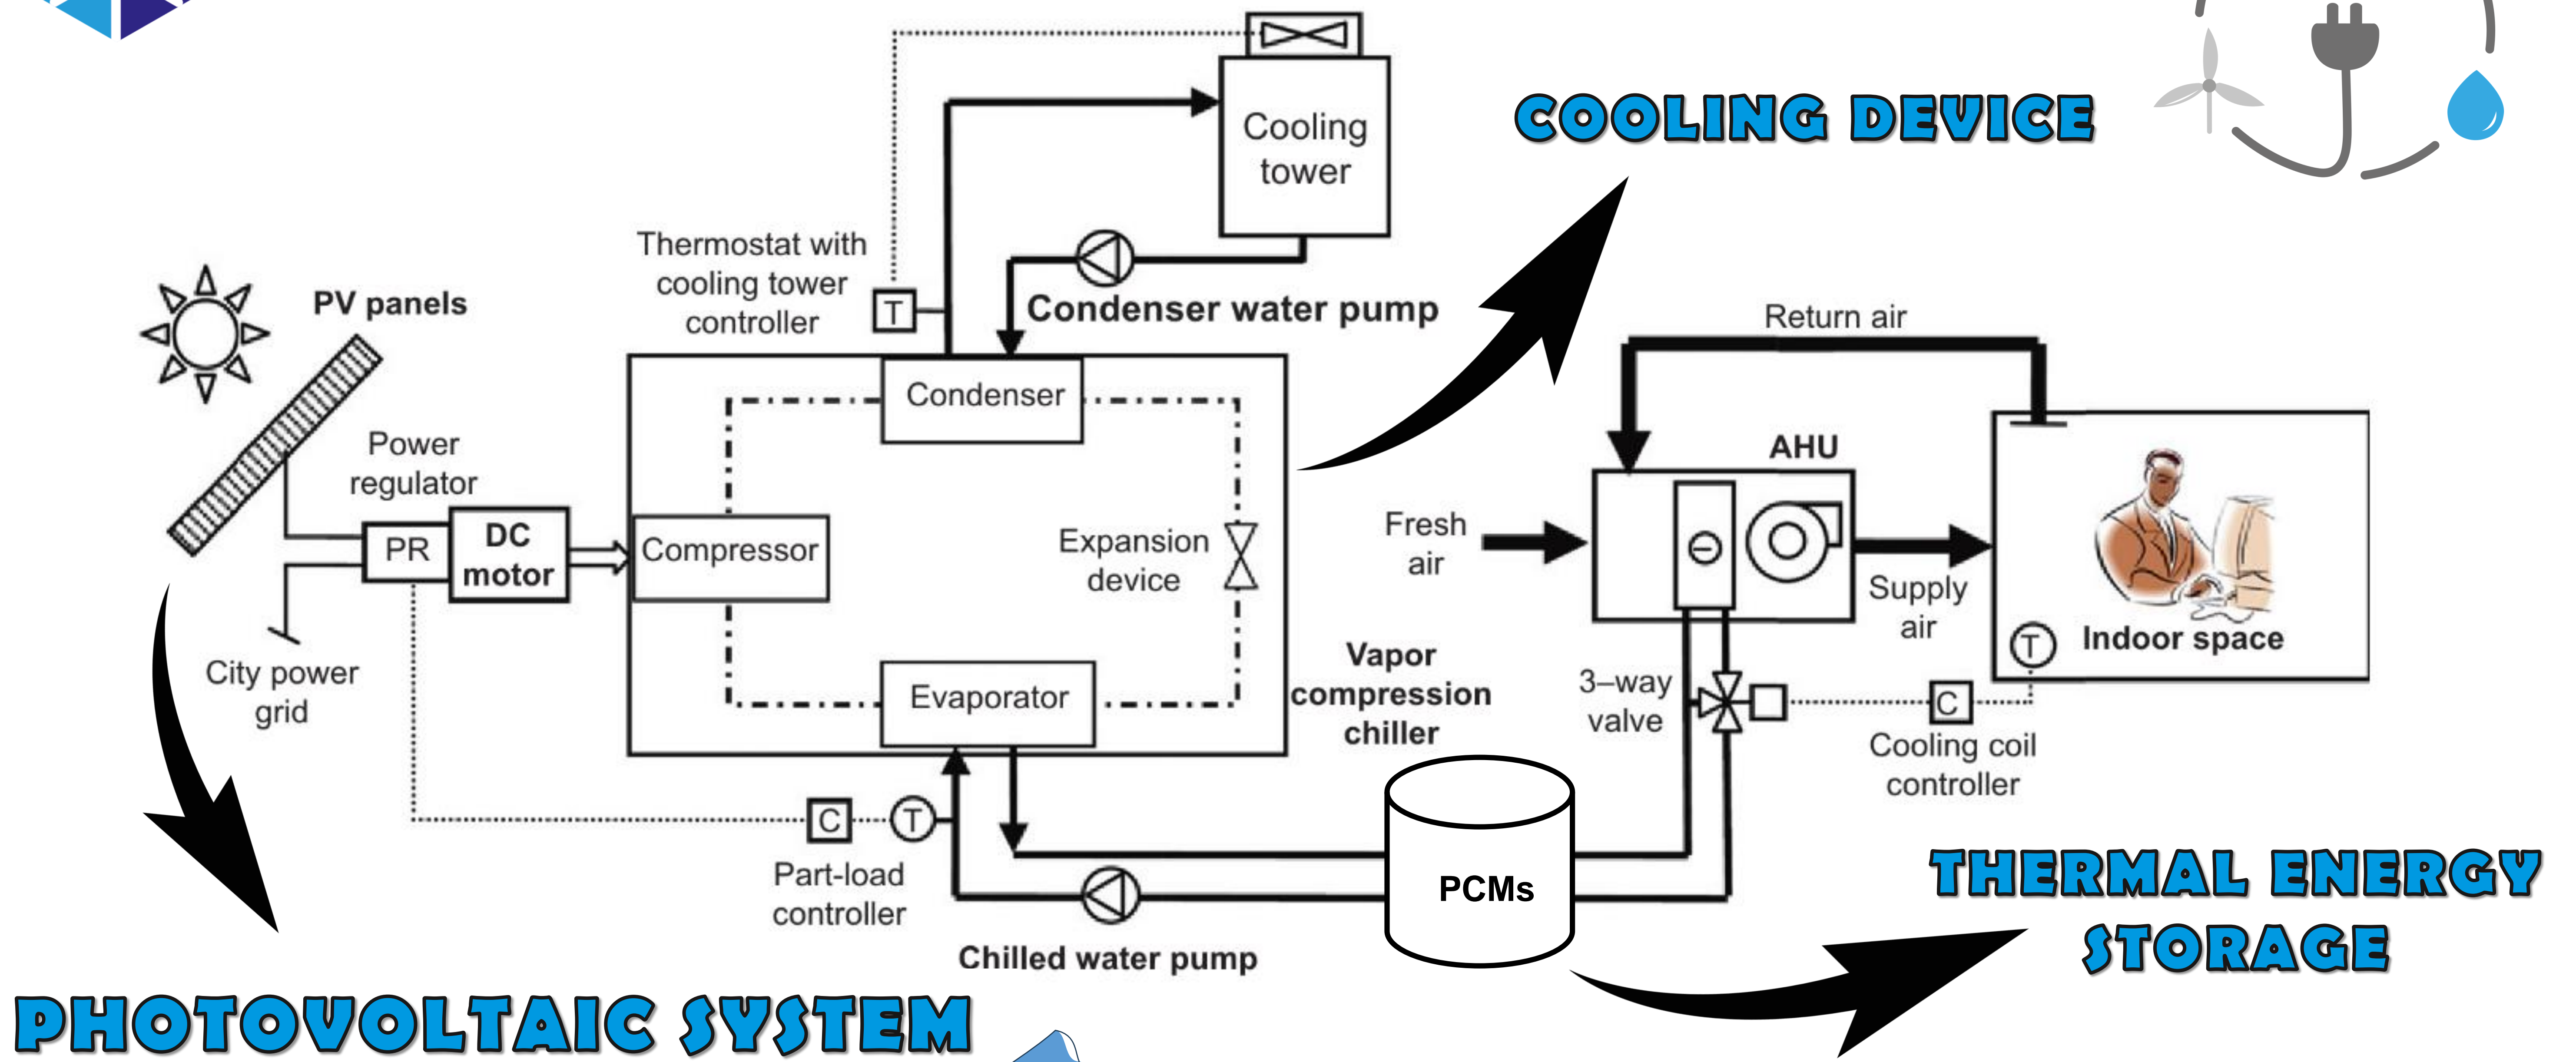 Cooling
tower
COOLING DEVICE
Thermostat with
cooling tower
controller
T
Condenser water pump
PV panels
Return air
Condenser
Power
regulator
AHU
PR
DC
motor
Compressor
Expansion
device
Fresh
air
Supply
air
T
Indoor space
City power
grid
Evaporator
Vapor
compression
chiller
3–way
valve
C
Cooling coil
controller
C
T
Part-load
controller
PCMs
Chilled water pump
THERMAL ENERGY
STORAGE
PHOTOVOLTAIC SYSTEM